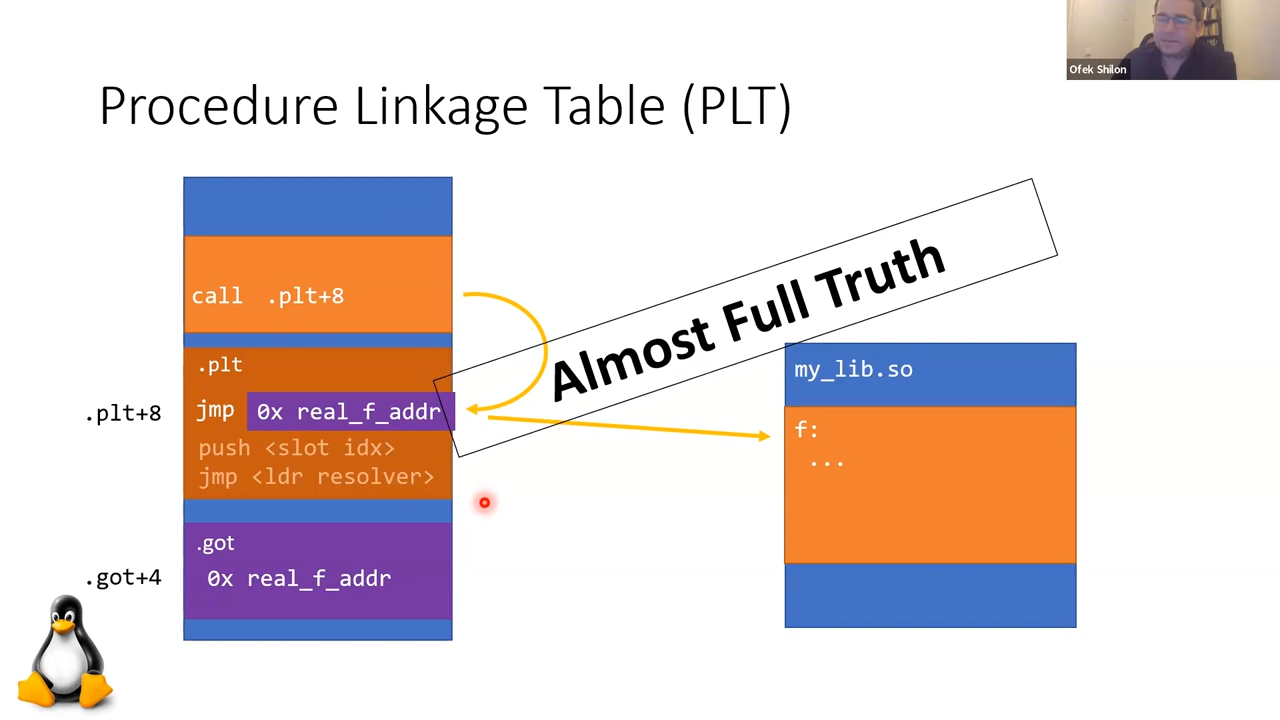 Ofek Shilon
Procedure Linkage Table (PLT)
call .plt+8
.plt
.plt+8
jmp 0x real_f_addr
push <slot idx>
jmp <ldr resolver>
.got
.got+4
0x real_f_addr
Almost Full Truth
my_lib.so
f:
...